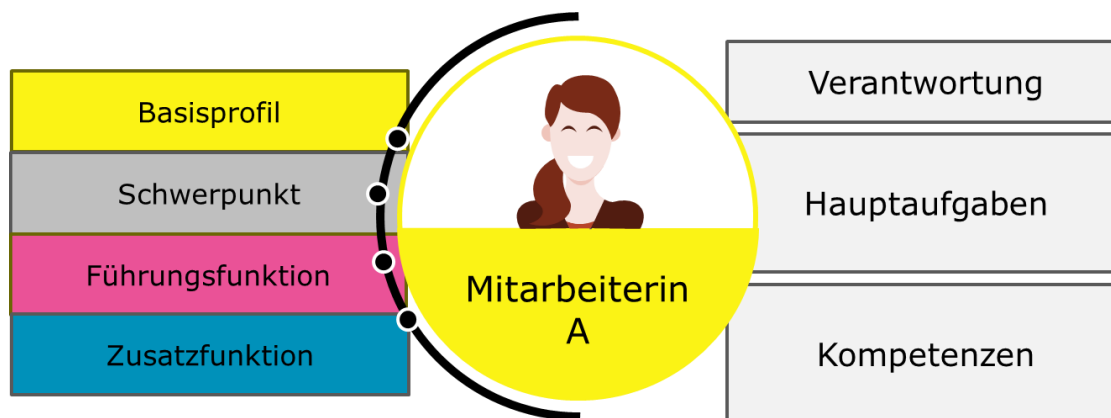 Basisprofil
Schwerpunkt
Führungsfunktion
Zusatzfunktion
Mitarbeiterin
A
Verantwortung
Hauptaufgaben
Kompetenzen